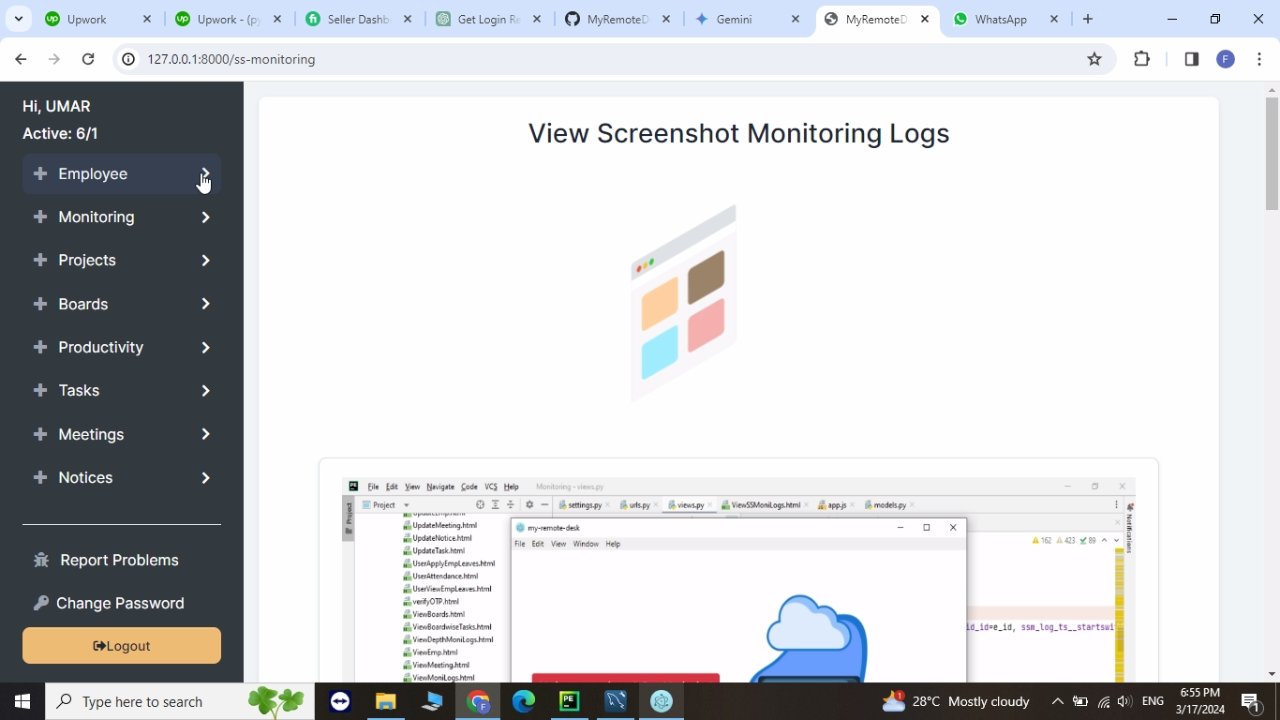 Upwork
Upwork - (py
Seller Dashb
Get Login Re
MyRemoteD
Gemini
MyRemoteD
WhatsApp
127.0.0.1:8000/ss-monitoring
F
Hi, UMAR
Active: 6/1
Employee
Monitoring
Projects
Boards
Productivity
Tasks
Meetings
Notices
Report Problems
Change Password
Logout
View Screenshot Monitoring Logs
File Edit View Navigate Code VCS Help Monitoring - views.py
Project settings.py urls.py views.py ViewSSMoniLogs.html app.js models.py
Project
Notifications
UpdateMeeting.html
UpdateNotice.html
UpdateTask.html
UserApplyEmpLeaves.html
UserAttendance.html
UserViewEmpLeaves.html
verifyOTP.html
ViewBoards.html
ViewBoardwiseTasks.html
ViewDepthMoniLogs.html
ViewEmp.html
ViewMeeting.html
ViewMoniLogs.html
my-remote-desk
File Edit View Window Help
162 423 89
id_id=e_id, ssm_log_ts__startswi
Type here to search
28°C Mostly cloudy
ENG
6:55 PM
3/17/2024